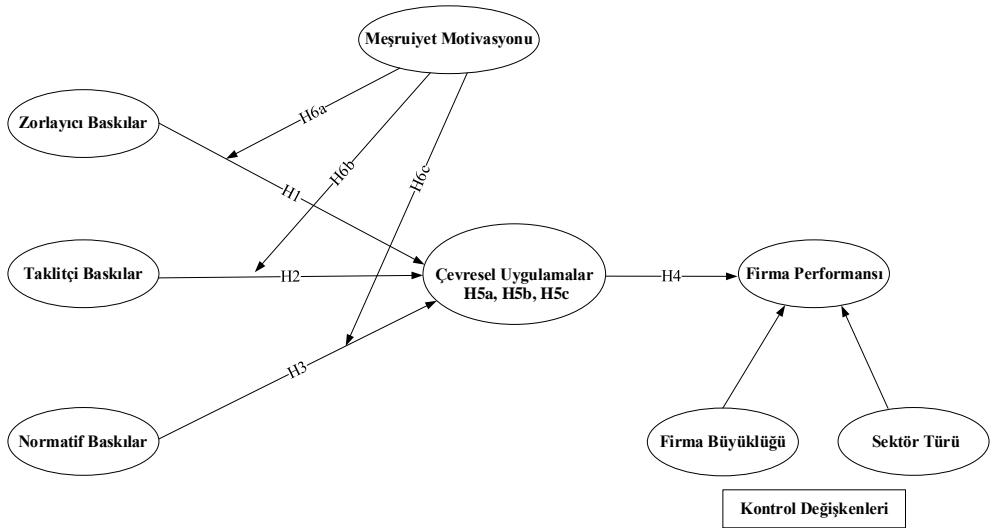 Meşruiyet Motivasyonu
Zorlayıcı Baskılar
H6a
H6b
H6c
H1
Taklitçi Baskılar
H2
Çevresel Uygulamalar
H5a, H5b, H5c
H4
Firma Performansı
H3
Normatif Baskılar
Firma Büyüklüğü
Sektör Türü
Kontrol Değişkenleri